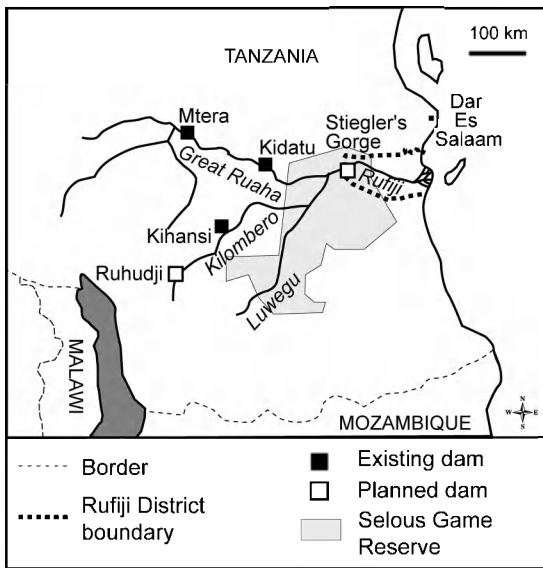 100 km
TANZANIA
Dar
Es
Salaam
Mtera
Stiegler's
Gorge
Kidatu
Great Ruaha
Rufiji
Kihansi
Kilombero
Ruhudji
Luwegu
MALAWI
N
W E
S
MOZAMBIQUE
Border
Rufiji District
boundary
Existing dam
Planned dam
Selous Game
Reserve